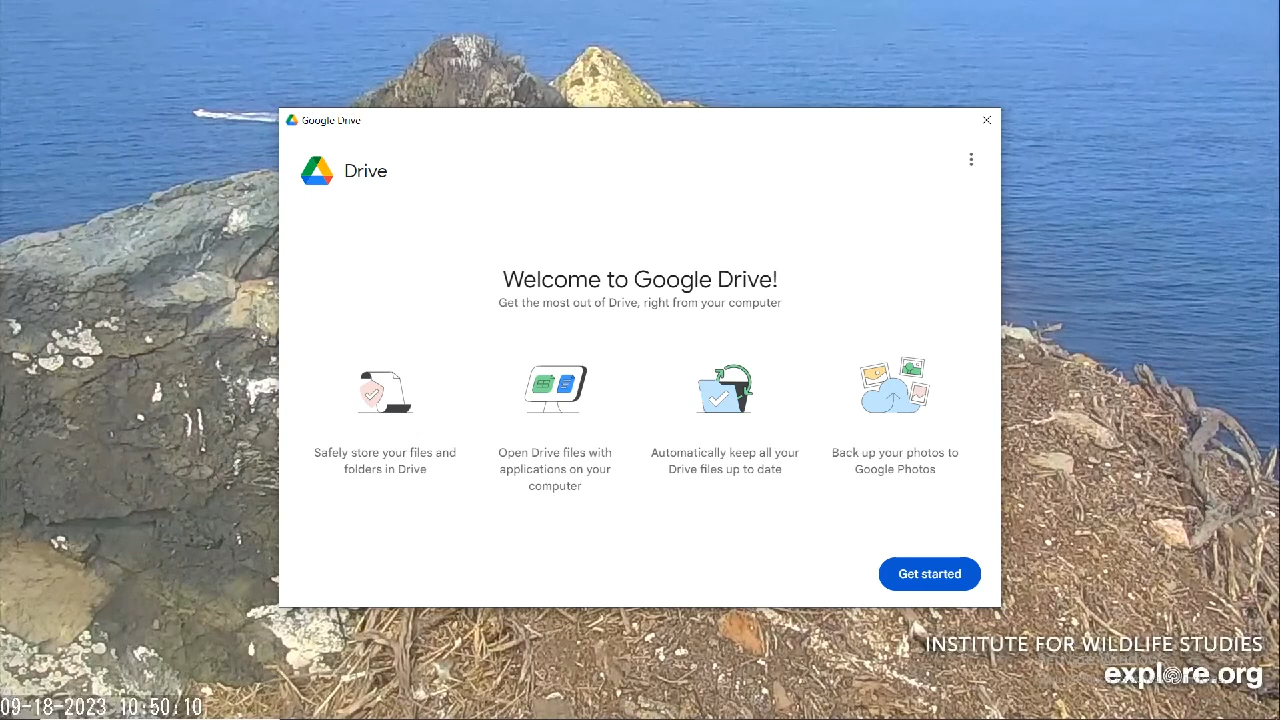 Google Drive
Drive
Welcome to Google Drive!
Get the most out of Drive, right from your computer
Safely store your files and
folders in Drive
Open Drive files with
applications on your
computer
Automatically keep all your
Drive files up to date
Back up your photos to
Google Photos
Get started
INSTITUTE FOR WILDLIFE STUDIES
explore.org
09-18-2023 10:50:10